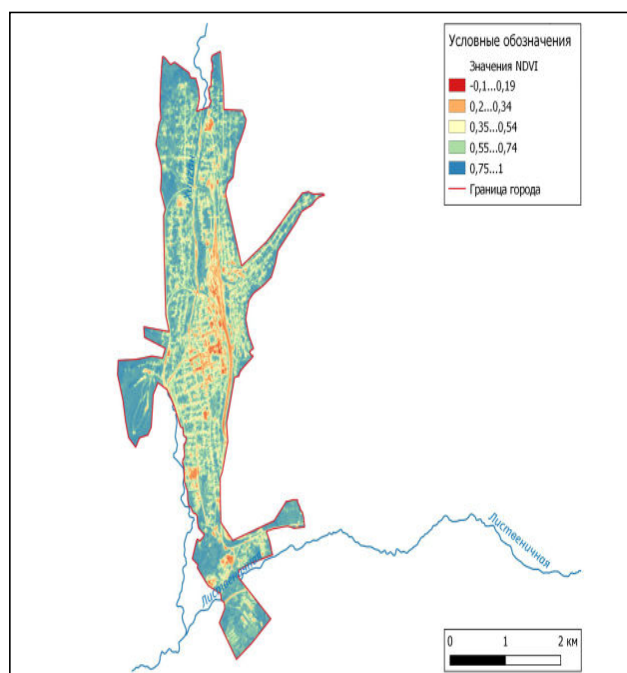 Условные обозначения
Значения NDVI
-0,1...0,19
0,2...0,34
0,35...0,54
0,55...0,74
0,75...1
Граница города
Лиственичная
Лиственичная
0 1 2 км